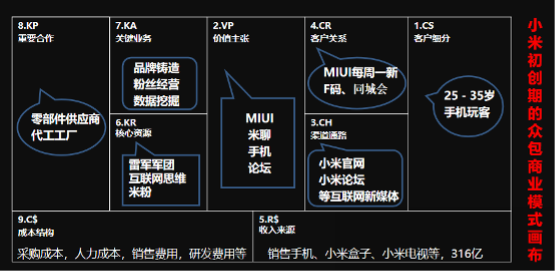 8.KP
重要合作
零部件供应商
代工工厂
7.KA
关键业务
品牌铸造
粉丝经营
数据挖掘
6.KR
核心资源
雷军军团
互联网思维
米粉
2.VP
价值主张
MIUI
米聊
手机
论坛
4.CR
客户关系
MIUI每周一新
F码、同城会
3.CH
渠道通路
小米官网
小米论坛
等互联网新媒体
1.CS
客户细分
25 - 35岁
手机玩客
9.C$
成本结构
采购成本，人力成本，销售费用，研发费用等
5.R$
收入来源
销售手机、小米盒子、小米电视等，316亿
小米初创期的众包商业模式画布